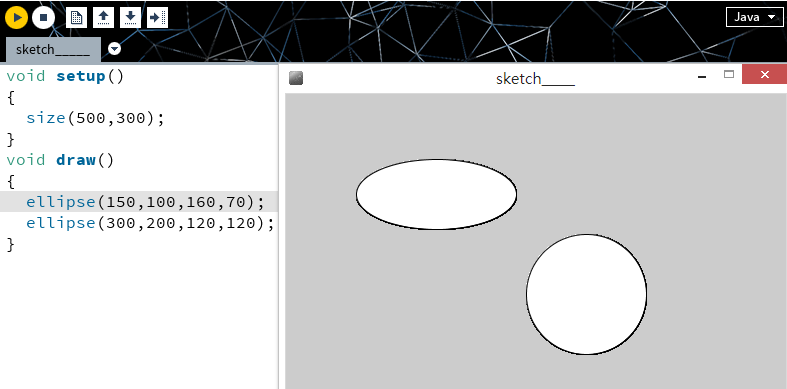 Java
sketch_____
sketch____
void setup()
{
  size(500,300);
}
void draw()
{
  ellipse(150,100,160,70);
  ellipse(300,200,120,120);
}